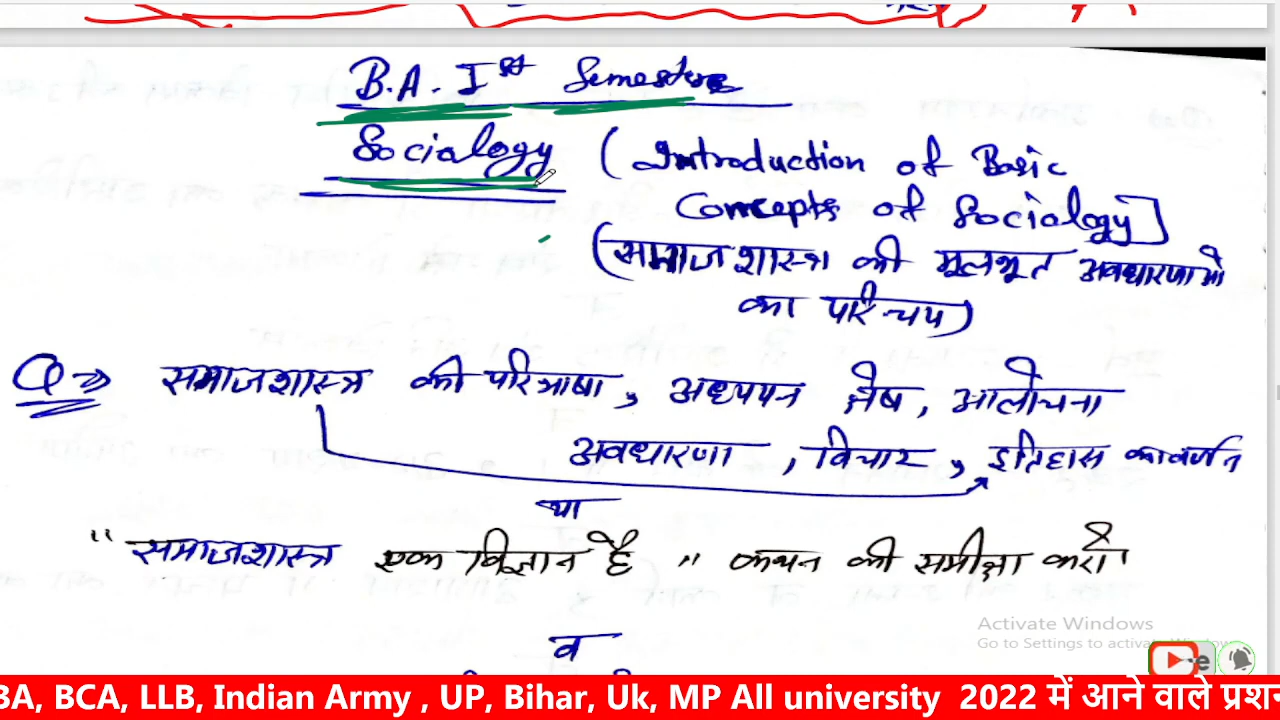 B.A. Ist Semester
Sociology (Introduction of Basic
Concepts of Sociology]
(समाजशास्त्र की मूलभूत अवधारणाओ
का परिचय)
Q⇒ समाजशास्त्र की परिभाषा, अध्ययन क्षेष, आलोचना
अवधारणा, विचार, इतिहास का वर्णन
या
"समाजशास्त्र एक विज्ञान है" कथन की समीक्षा करो
व
Activate Windows
Go to Settings to activate Windows.
BA, BCA, LLB, Indian Army , UP, Bihar, Uk, MP All university 2022 में आने वाले प्रशन